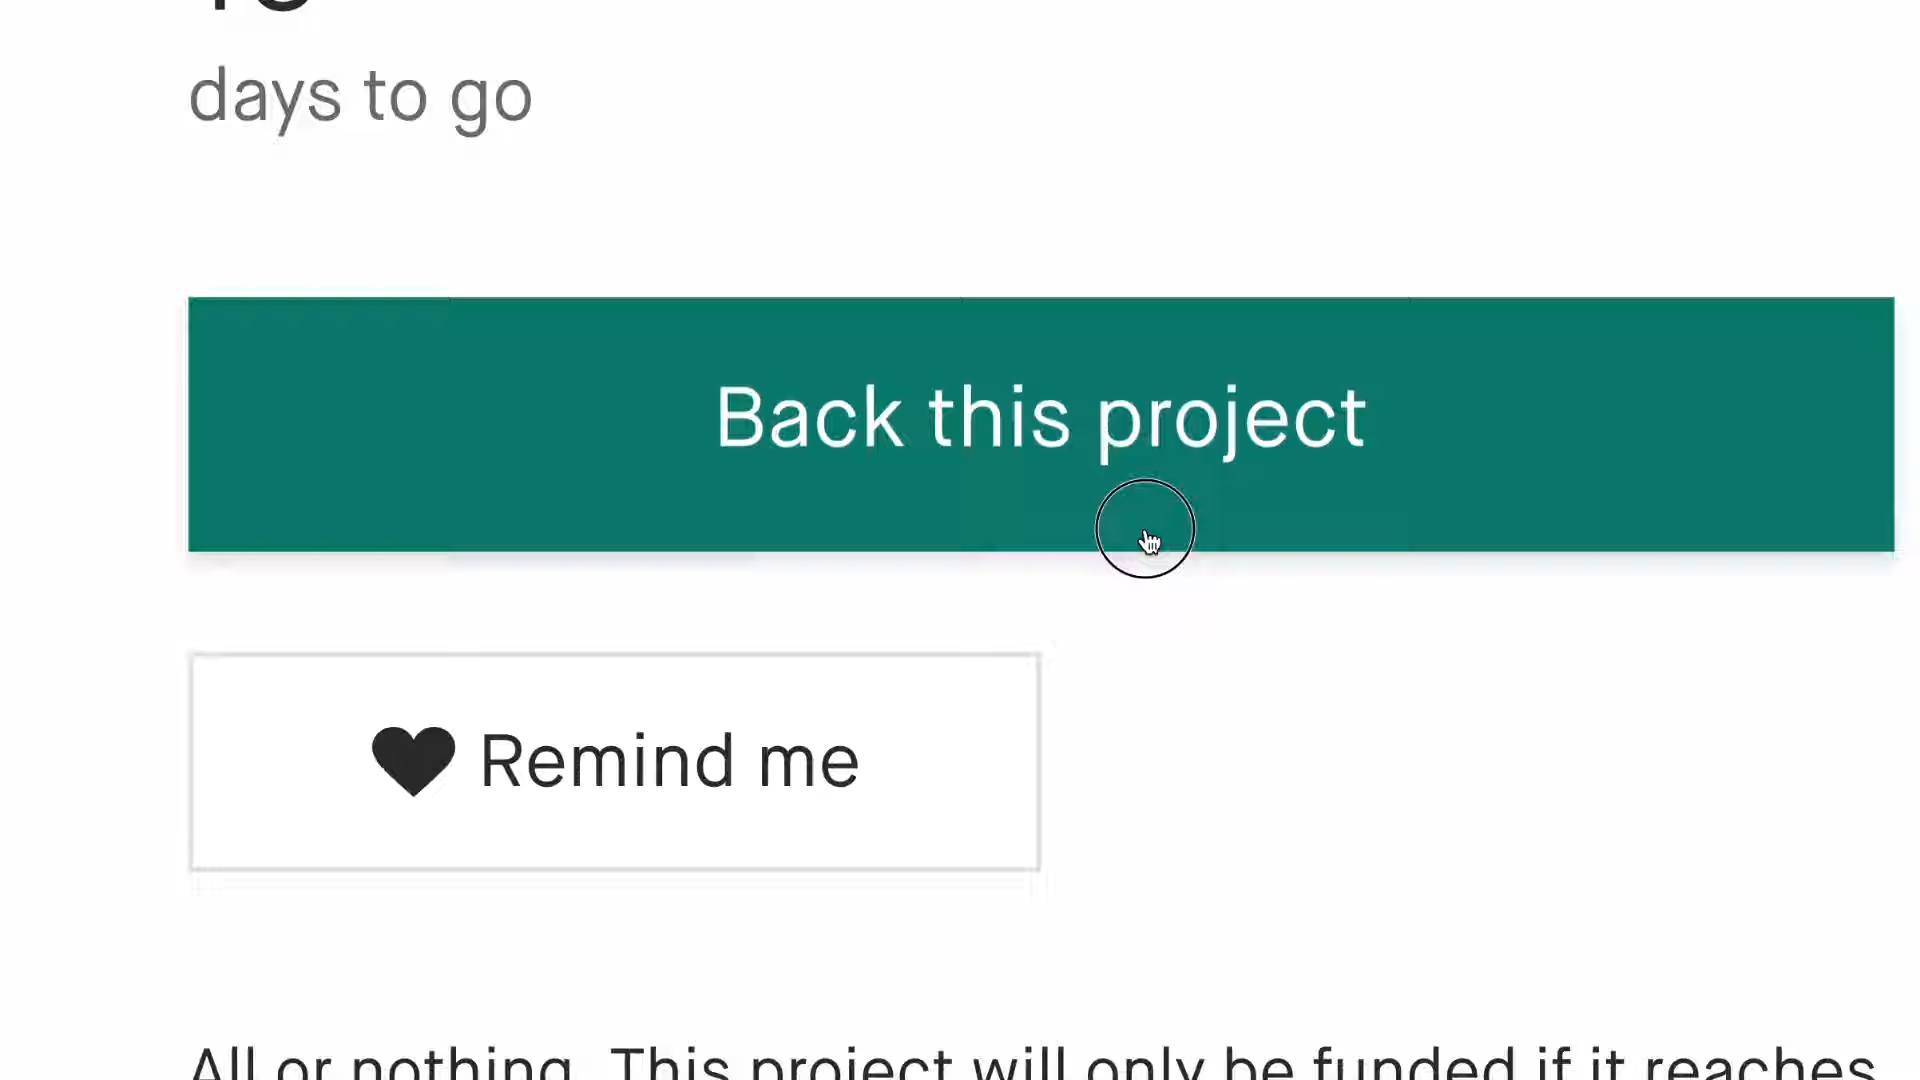 days to go
Back this project
Remind me
All or nothing. This project will only be funded if it reaches